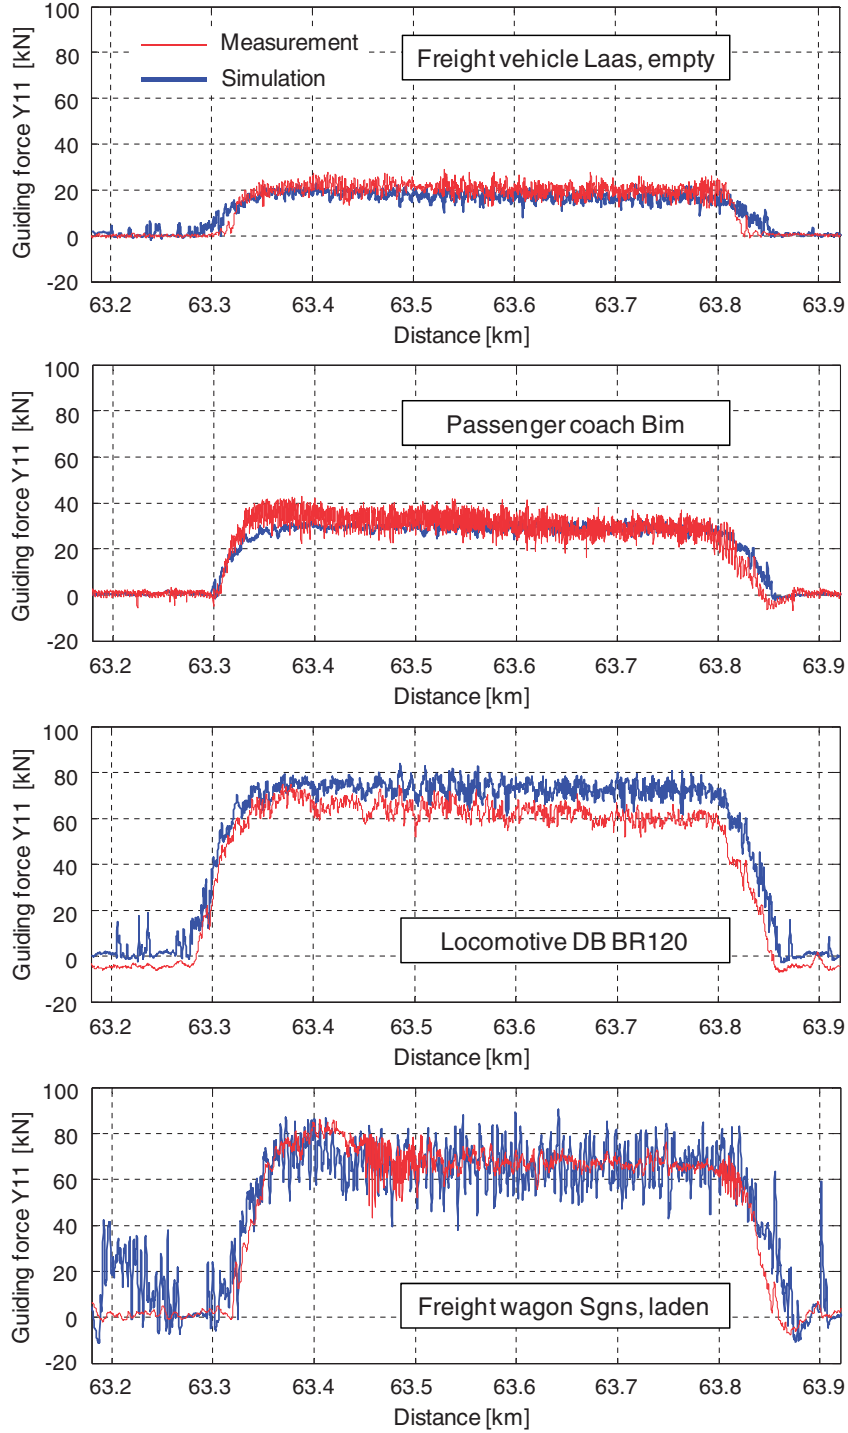 100
80
60
40
20
0
-20
Guiding force Y11 [kN]
Measurement
Simulation
Freight vehicle Laas, empty
63.2 63.3 63.4 63.5 63.6 63.7 63.8 63.9
Distance [km]
100
80
60
40
20
0
-20
Guiding force Y11 [kN]
Passenger coach Bim
63.2 63.3 63.4 63.5 63.6 63.7 63.8 63.9
Distance [km]
100
80
60
40
20
0
-20
Guiding force Y11 [kN]
Locomotive DB BR120
63.2 63.3 63.4 63.5 63.6 63.7 63.8 63.9
Distance [km]
100
80
60
40
20
0
-20
Guiding force Y11 [kN]
Freight wagon Sgns, laden
63.2 63.3 63.4 63.5 63.6 63.7 63.8 63.9
Distance [km]